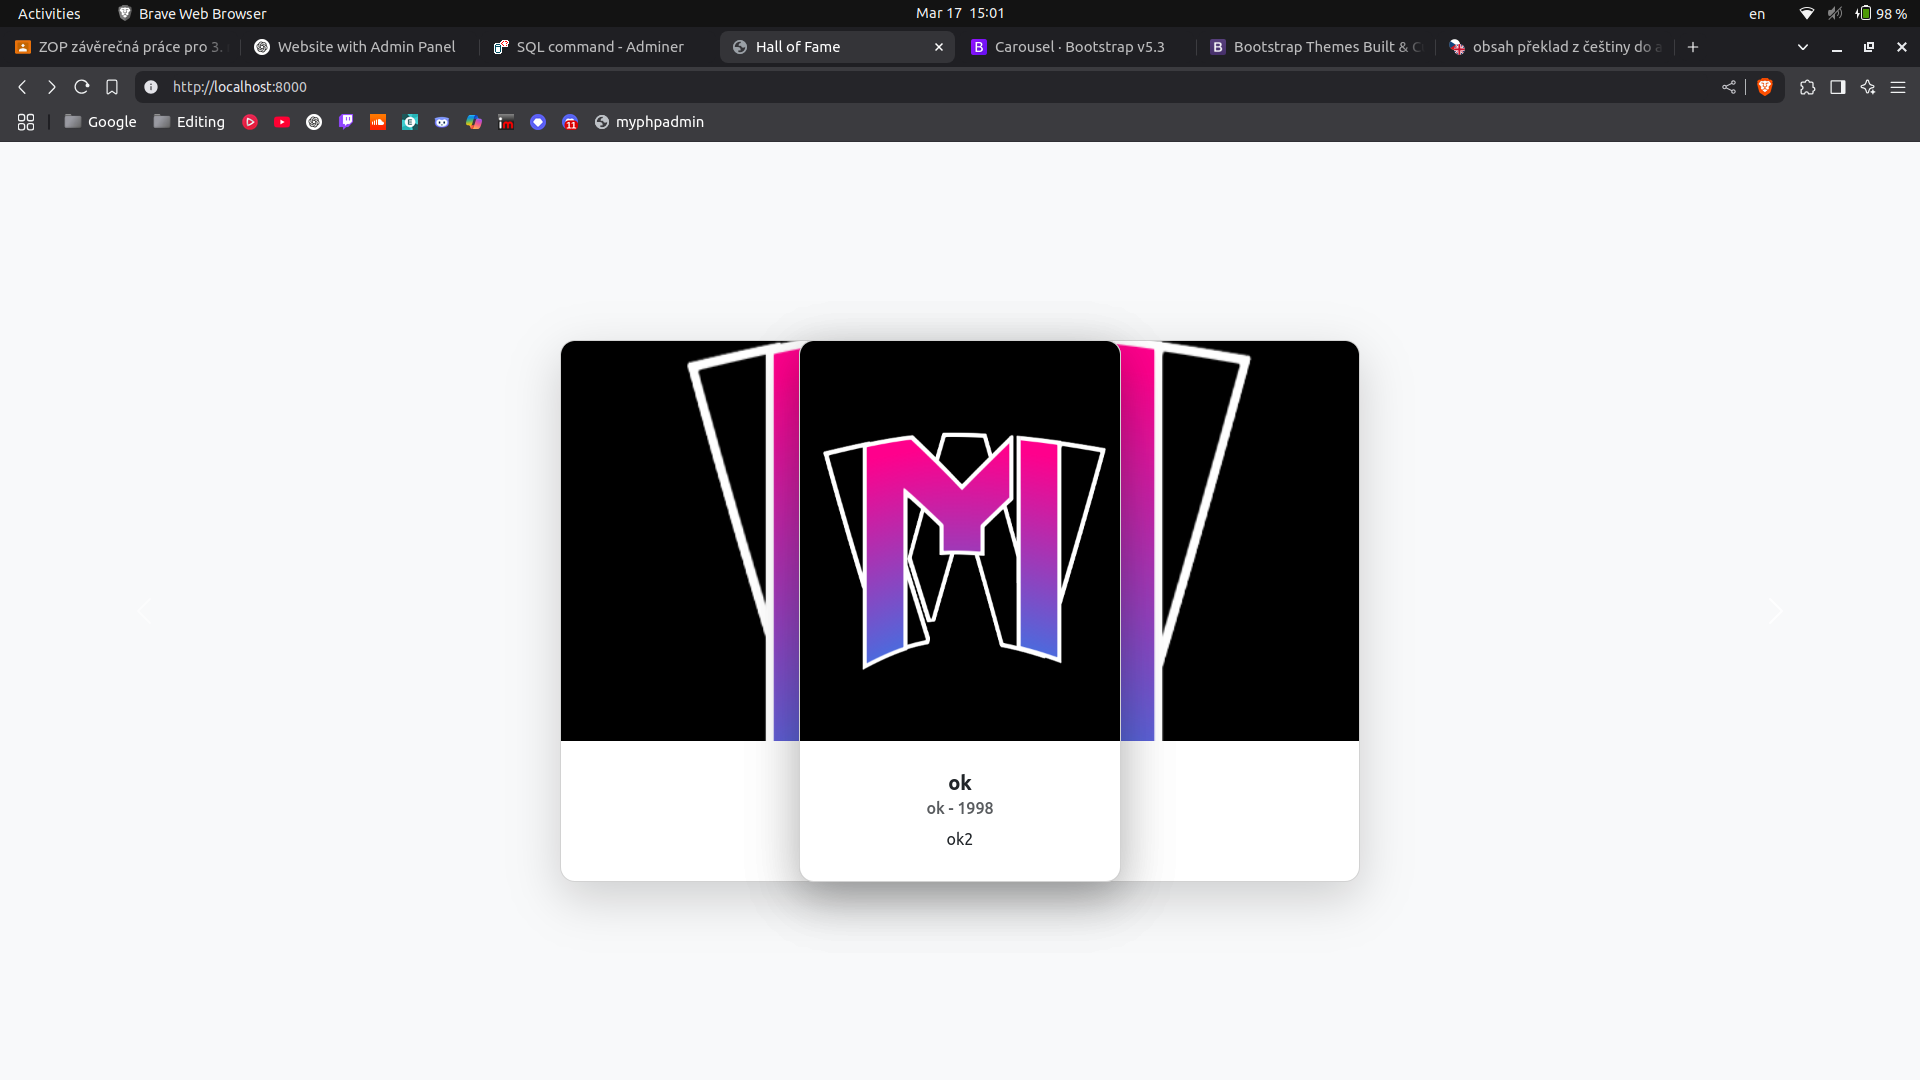 Activities
Brave Web Browser
Mar 17 15:01
en
98 %
ZOP závěrečná práce pro 3.
Website with Admin Panel
SQL command - Adminer
Hall of Fame
Carousel · Bootstrap v5.3
Bootstrap Themes Built & C
obsah překlad z češtiny do a
http://localhost:8000
Google
Editing
11
myphpadmin
ok
ok - 1998
ok2